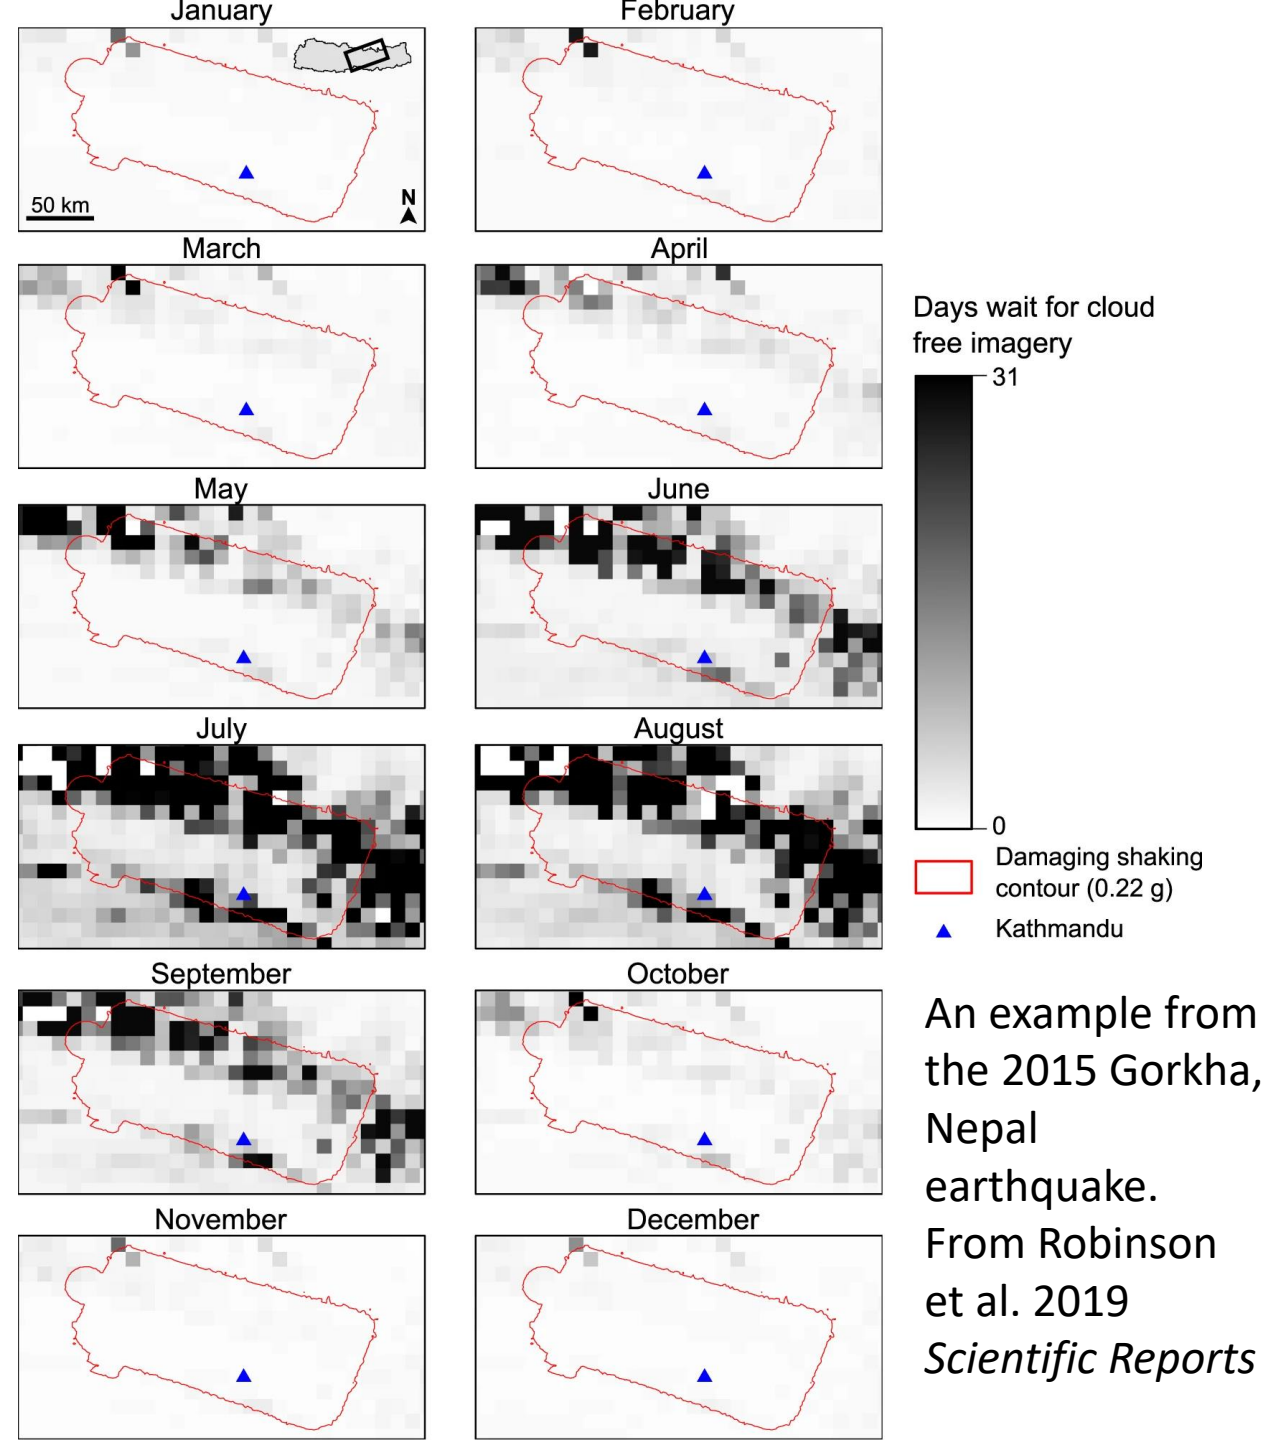 January
February
N
50 km
March
April
May
June
July
August
September
October
November
December
Days wait for cloud
free imagery
31
0
Damaging shaking
contour (0.22 g)
Kathmandu
An example from
the 2015 Gorkha,
Nepal
earthquake.
From Robinson
et al. 2019
Scientific Reports